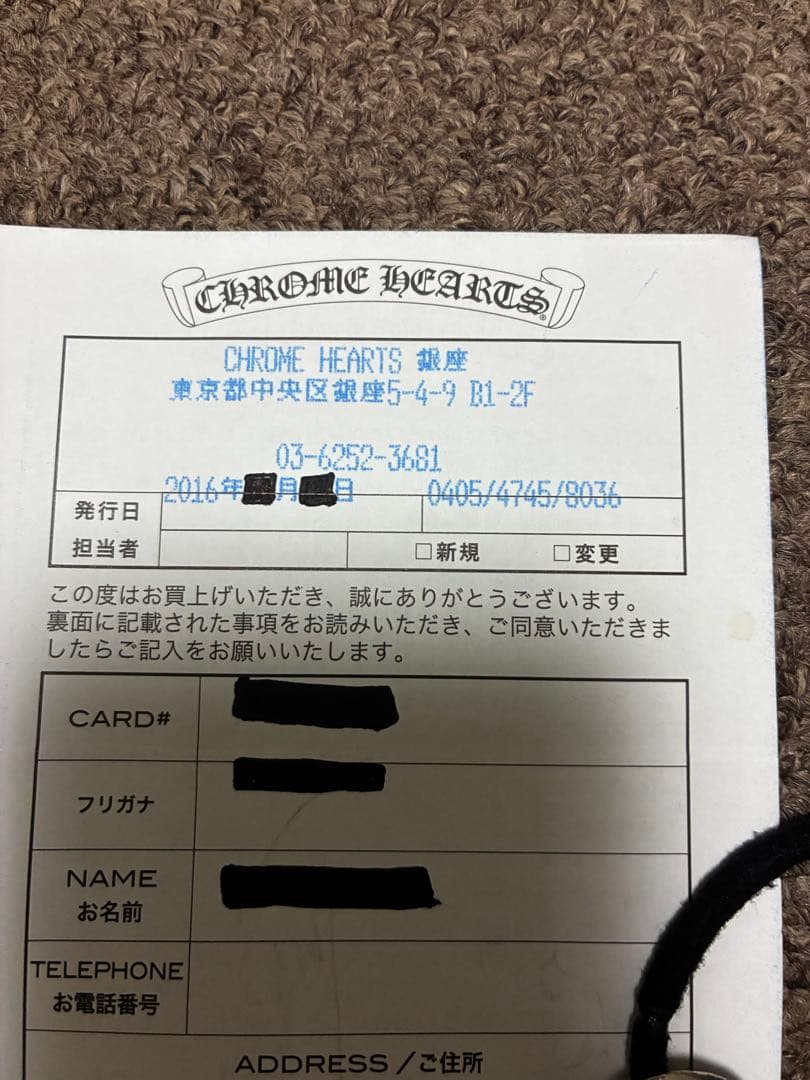 CHROME HEARTS®
CHROME HEARTS 銀座
東京都中央区銀座5-4-9 B1-2F
03-6252-3681
2016年 月 日 0405/4745/8036
発行日
担当者 □新規 □変更
この度はお買上げいただき、誠にありがとうございます。
裏面に記載された事項をお読みいただき、ご同意いただきま
したらご記入をお願いいたします。
CARD#
フリガナ
NAME
お名前
TELEPHONE
お電話番号
ADDRESS/ご住所